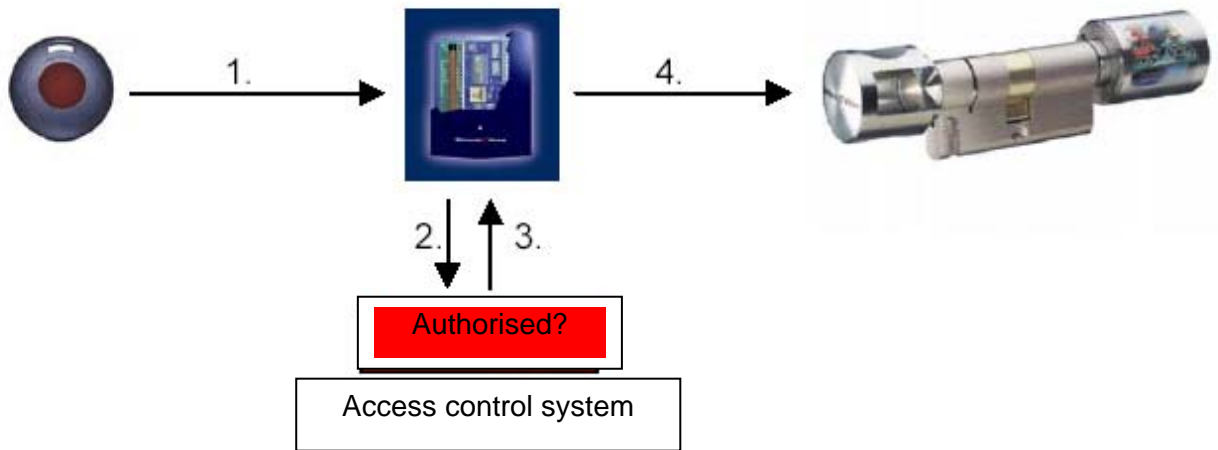 1.
4.
2.
3.
Authorised?
Access control system